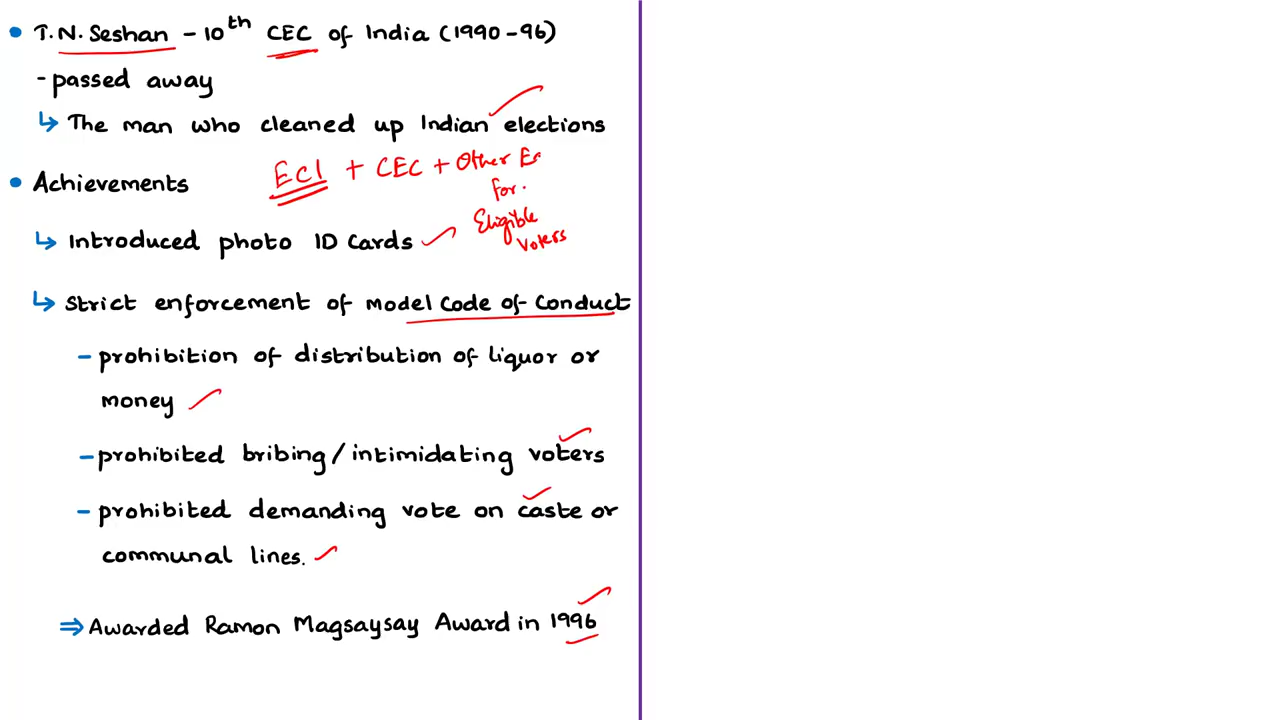 • T.N. Seshan - 10th CEC of India (1990-96)
- passed away
↳ The man who cleaned up Indian elections
ECI + CEC + Other Ec
• Achievements
for.
Eligible
Voters
↳ Introduced photo ID Cards
↳ Strict enforcement of model Code of Conduct
- prohibition of distribution of liquor or
money
- prohibited bribing/intimidating voters
- prohibited demanding vote on caste or
communal lines.
⇒ Awarded Ramon Magsaysay Award in 1996